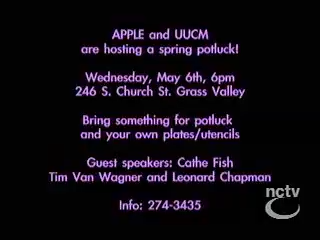 APPLE and UUCM
are hosting a spring potluck!
Wednesday, May 6th, 6pm
246 S. Church St. Grass Valley
Bring something for potluck
and your own plates/utencils
Guest speakers: Cathe Fish
Tim Van Wagner and Leonard Chapman
Info: 274-3435
nctv